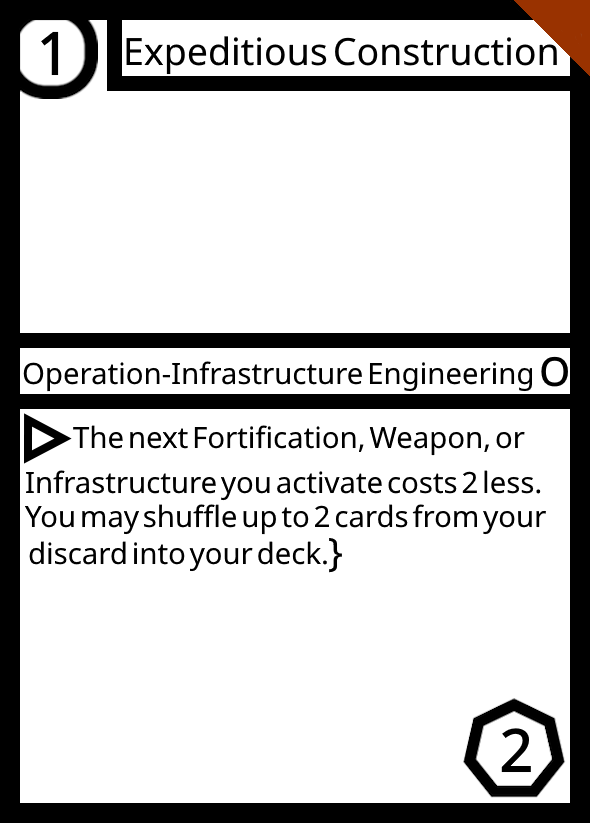 1
Expeditious Construction
Operation-Infrastructure Engineering O
The next Fortification, Weapon, or
Infrastructure you activate costs 2 less.
You may shuffle up to 2 cards from your
discard into your deck.}
2